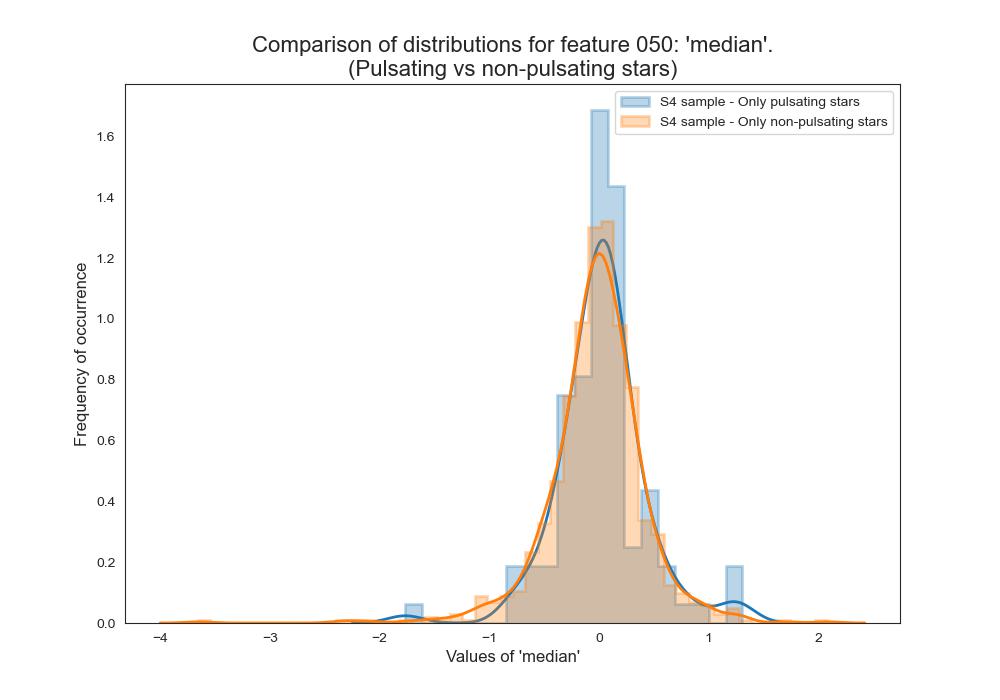 Comparison of distributions for feature 050: 'median'.
(Pulsating vs non-pulsating stars)
S4 sample - Only pulsating stars
S4 sample - Only non-pulsating stars
Frequency of occurrence
1.6
1.4
1.2
1.0
0.8
0.6
0.4
0.2
0.0
−4
−3
−2
−1
0
1
2
Values of 'median'